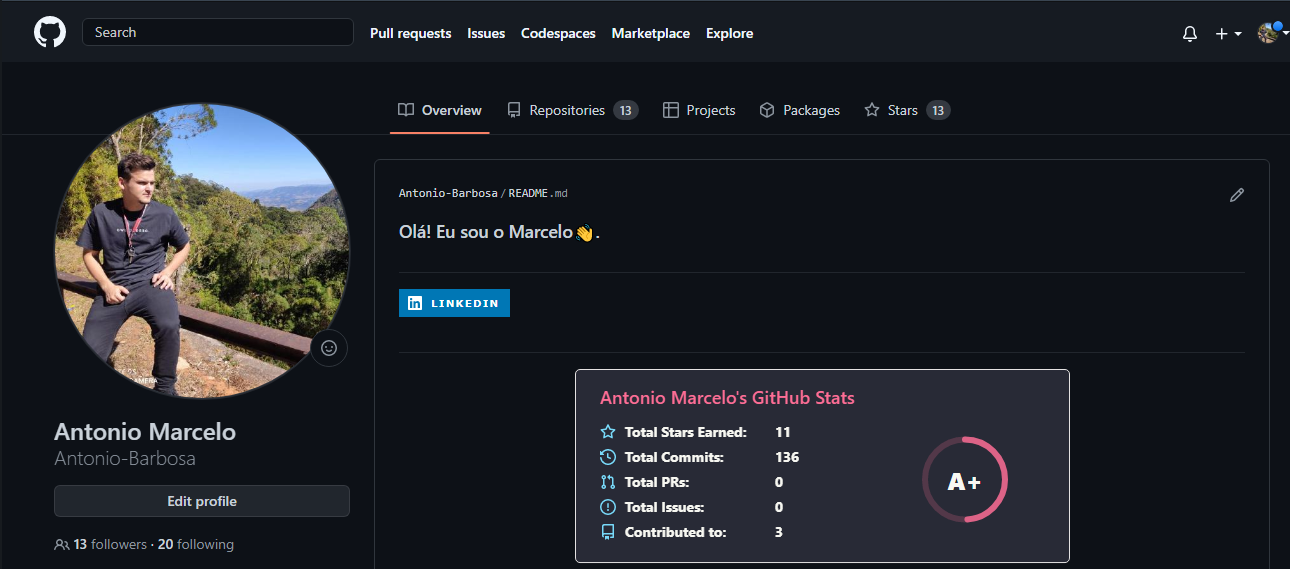 Search
Pull requests Issues Codespaces Marketplace Explore
Overview Repositories 13 Projects Packages Stars 13
Antonio-Barbosa/README.md
Olá! Eu sou o Marcelo👋.
in LINKEDIN
Antonio Marcelo's GitHub Stats
Total Stars Earned: 11
Total Commits: 136
Total PRs: 0
Total Issues: 0
Contributed to: 3
A+
Antonio Marcelo
Antonio-Barbosa
Edit profile
13 followers · 20 following